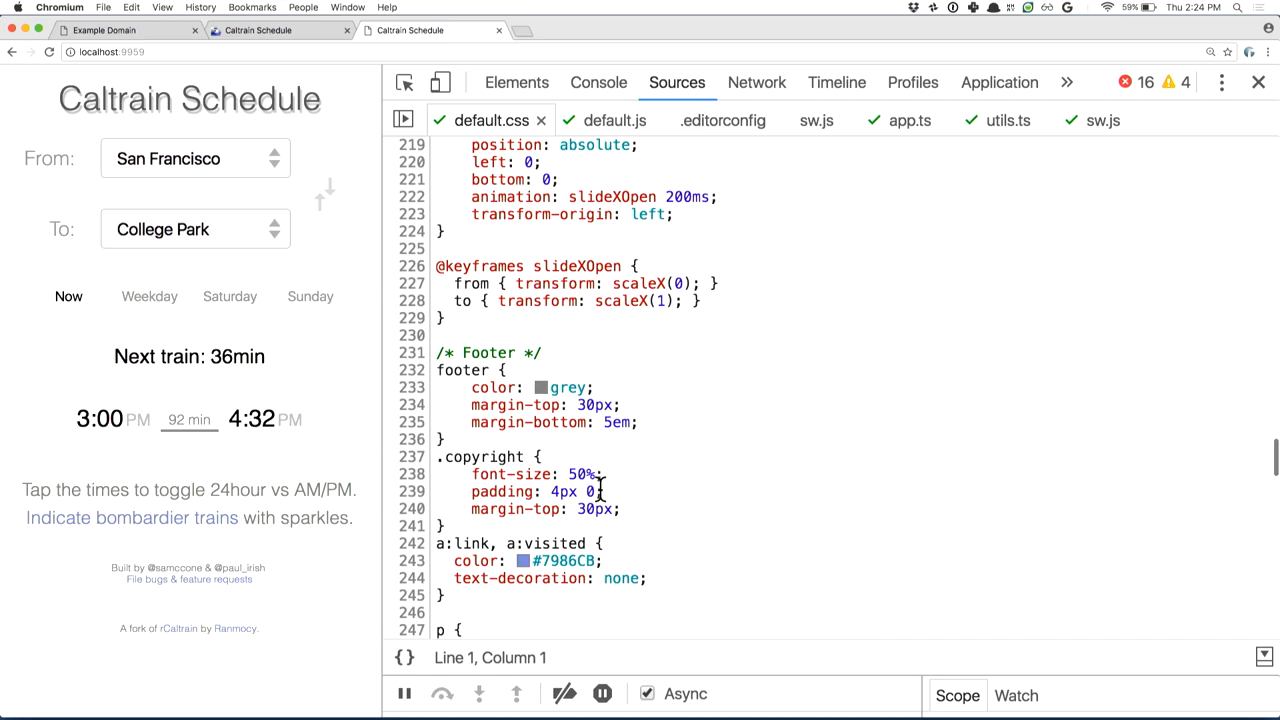 Chromium File Edit View History Bookmarks People Window Help 59% Thu 2:24 PM
Example Domain Caltrain Schedule Caltrain Schedule
localhost:9959
Caltrain Schedule
From: San Francisco
To: College Park
Now Weekday Saturday Sunday
Next train: 36min
3:00 PM 92 min 4:32 PM
Tap the times to toggle 24hour vs AM/PM.
Indicate bombardier trains with sparkles.
Built by @samccone & @paul_irish
File bugs & feature requests
A fork of rCaltrain by Ranmocy.
Elements Console Sources Network Timeline Profiles Application » 16 4
default.css default.js .editorconfig sw.js app.ts utils.ts sw.js
219 position: absolute;
220 left: 0;
221 bottom: 0;
222 animation: slideXOpen 200ms;
223 transform-origin: left;
224 }
225
226 @keyframes slideXOpen {
227 from { transform: scaleX(0); }
228 to { transform: scaleX(1); }
229 }
230
231 /* Footer */
232 footer {
233 color: grey;
234 margin-top: 30px;
235 margin-bottom: 5em;
236 }
237 .copyright {
238 font-size: 50%;
239 padding: 4px 0;
240 margin-top: 30px;
241 }
242 a:link, a:visited {
243 color: #7986CB;
244 text-decoration: none;
245 }
246
247 p {
{} Line 1, Column 1
Async
Scope Watch